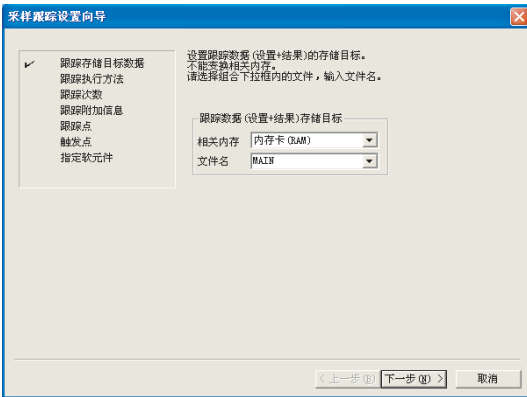 采样跟踪设置向导
跟踪存储目标数据
跟踪执行方法
跟踪次数
跟踪附加信息
跟踪点
触发点
指定软元件
设置跟踪数据(设置+结果)的存储目标。
不能变换相关内存。
请选择组合下拉框内的文件,输入文件名。
跟踪数据(设置+结果)存储目标
相关内存 内存卡(RAM)
文件名 MAIN
< 上一步(B) 下一步(N) > 取消